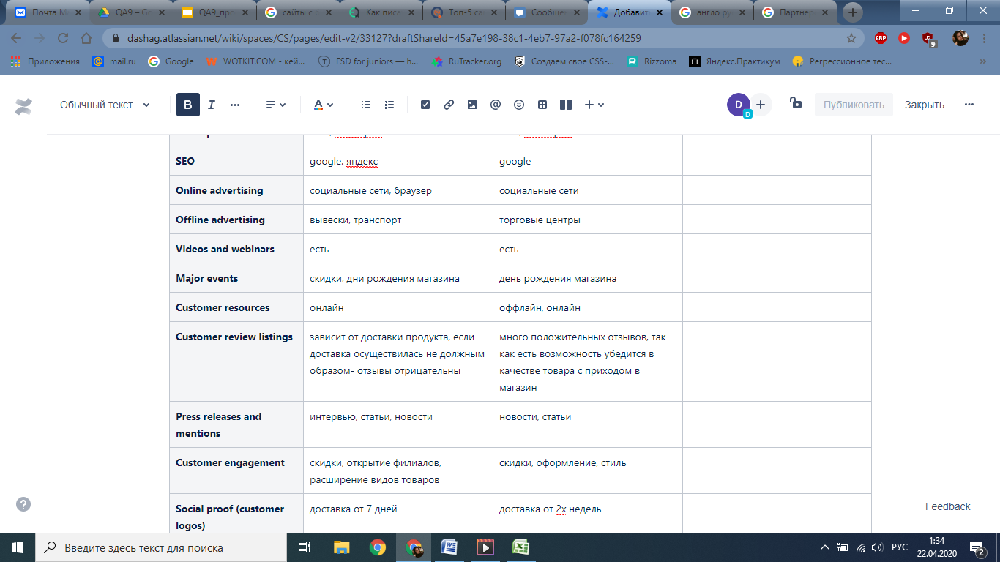 Почта M
QA9 – Go
QA9_про
сайты с б
Как писа
Топ-5 са
Сообщен
Добавить
англо ру
Партнер
dashag.atlassian.net/wiki/spaces/CS/pages/edit-v2/33127?draftShareId=45a7e198-38c1-4eb7-97a2-f078fc164259
ABP
9
Приложения
mail.ru
Google
WOTKIT.COM - кей...
FSD for juniors — h...
RuTracker.org
Создаём своё CSS-...
Rizzoma
Яндекс.Практикум
Регрессионное тес...
»
Обычный текст
B I ...
A
D
D
Публиковать
Закрыть
SEO
google, яндекс
google
Online advertising
социальные сети, браузер
социальные сети
Offline advertising
вывески, транспорт
торговые центры
Videos and webinars
есть
есть
Major events
скидки, дни рождения магазина
день рождения магазина
Customer resources
онлайн
оффлайн, онлайн
Customer review listings
зависит от доставки продукта, если
доставка осуществилась не должным
образом- отзывы отрицательны
много положительных отзывов, так
как есть возможность убедится в
качестве товара с приходом в
магазин
Press releases and
mentions
интервью, статьи, новости
новости, статьи
Customer engagement
скидки, открытие филиалов,
расширение видов товаров
скидки, оформление, стиль
Social proof (customer
logos)
доставка от 7 дней
доставка от 2х недель
Feedback
Введите здесь текст для поиска
РУС
1:34
22.04.2020
2